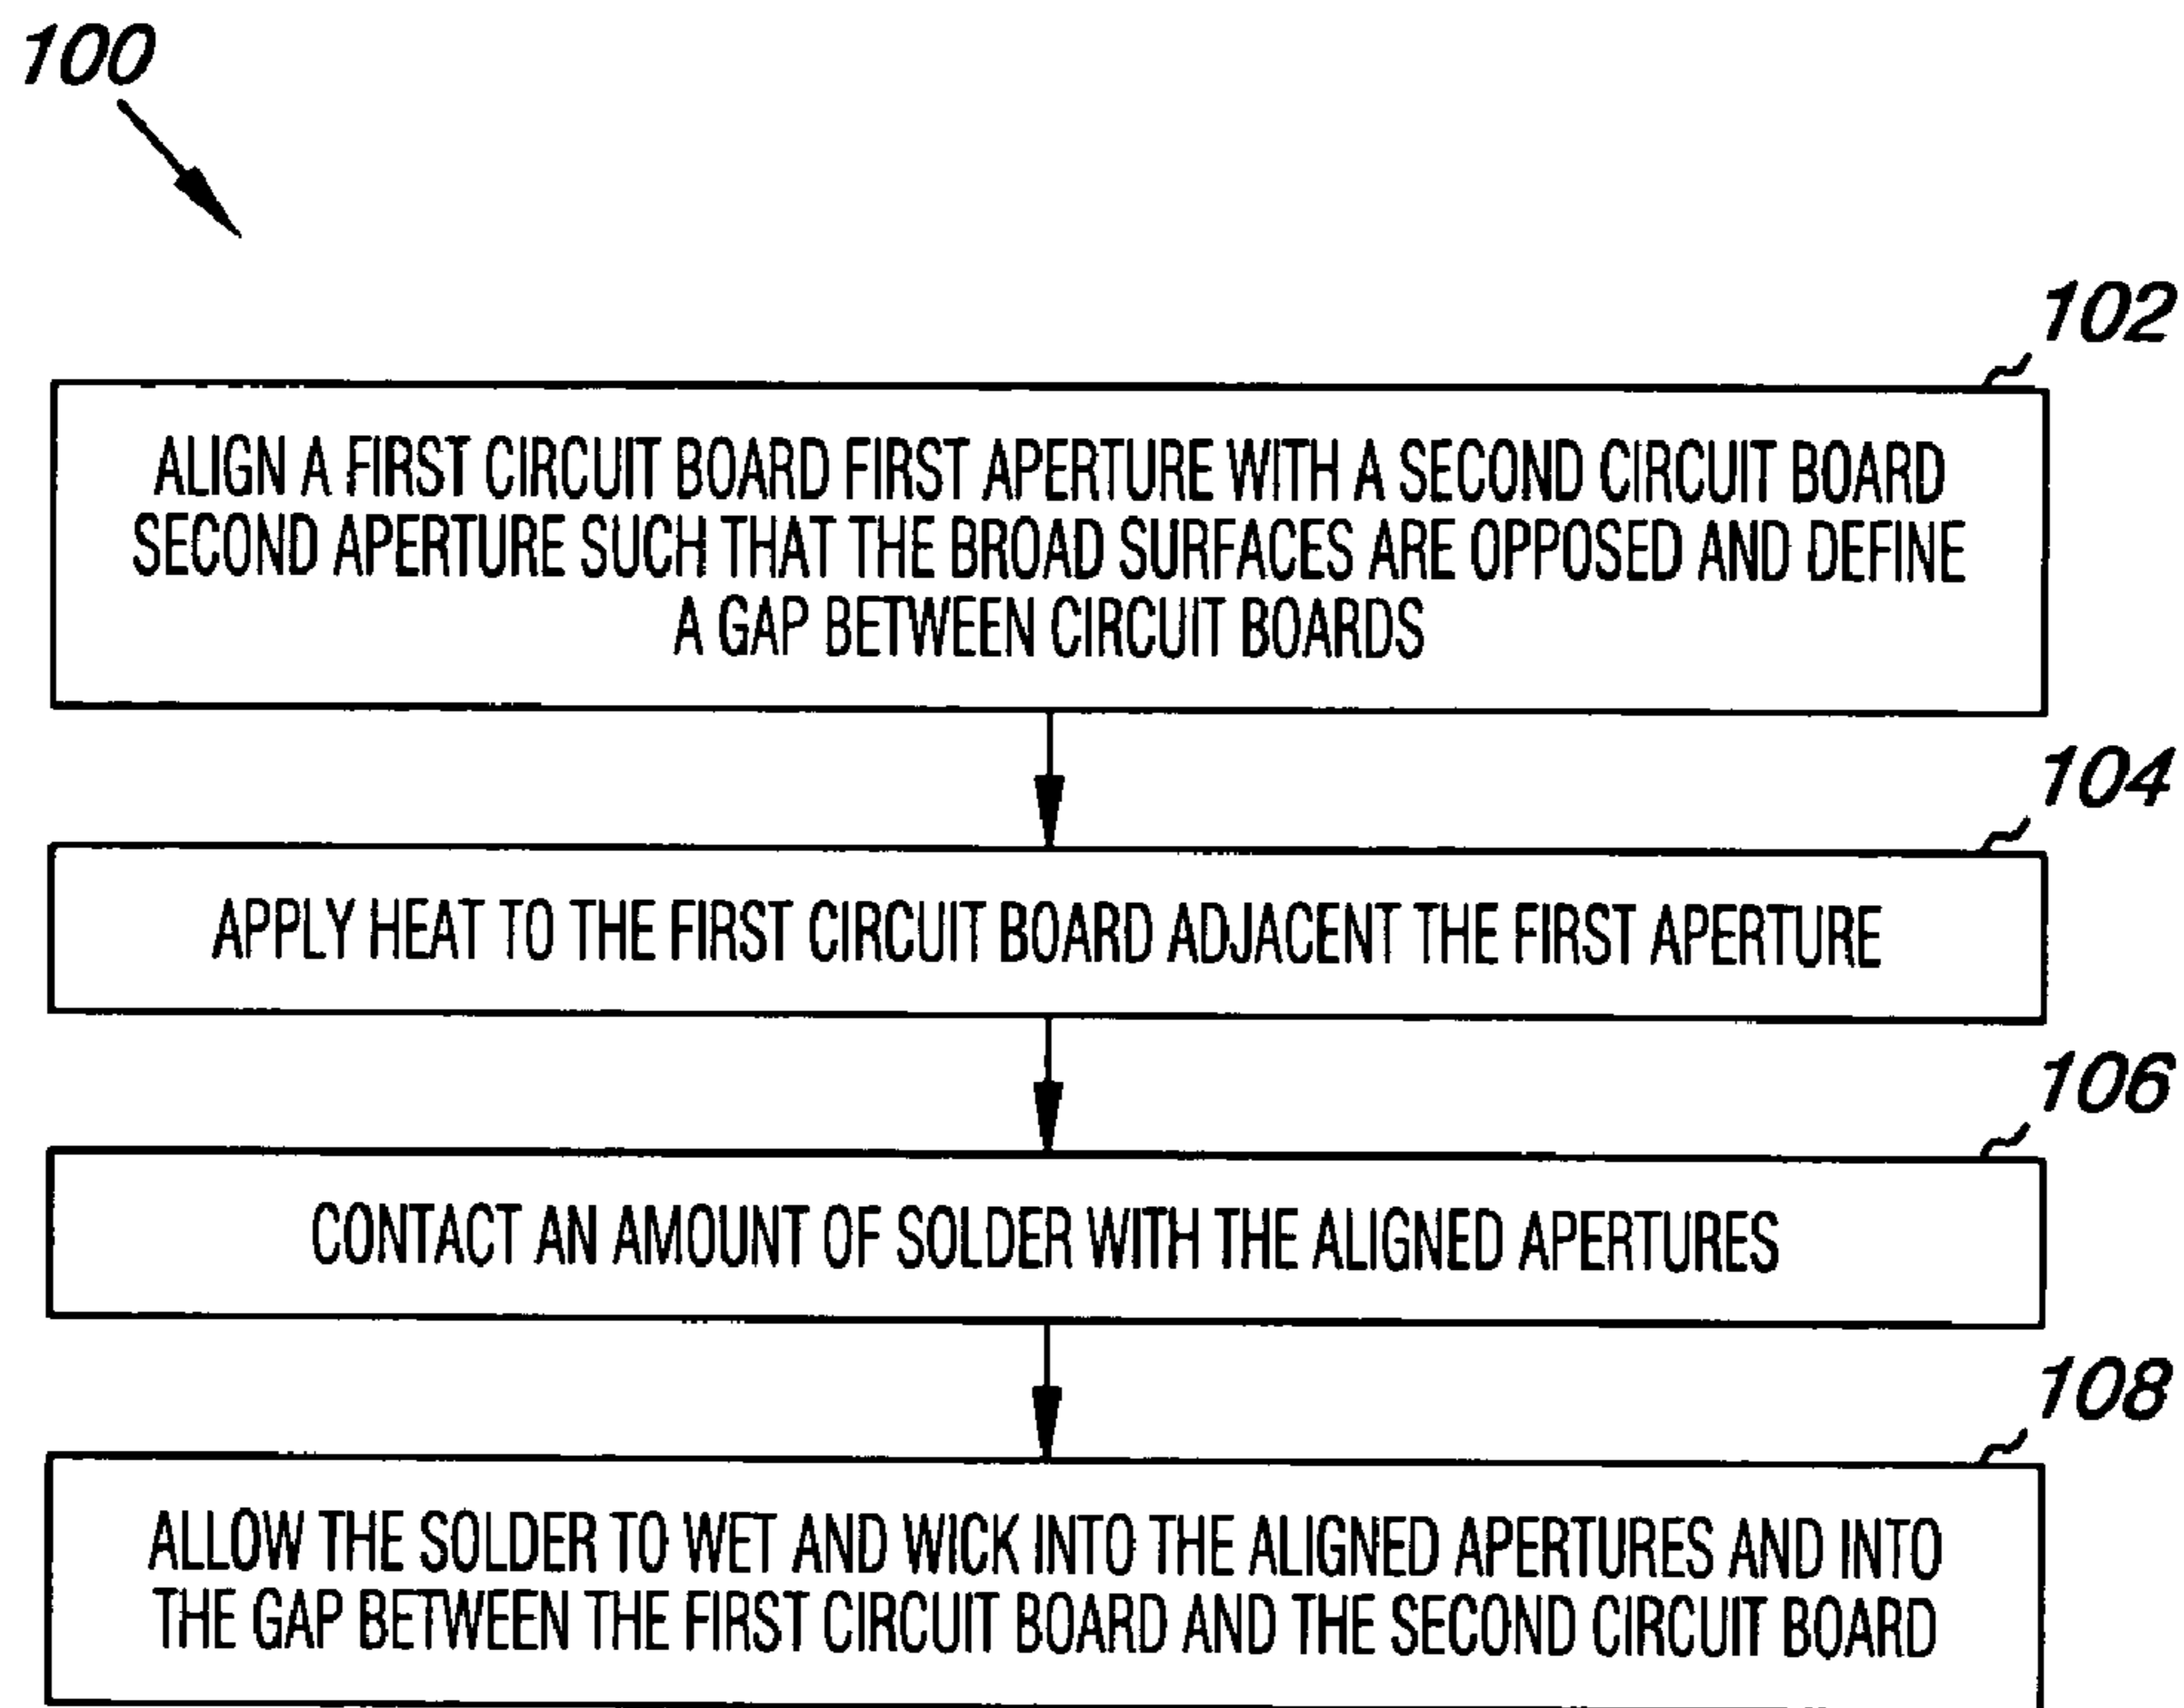 100
102
ALIGN A FIRST CIRCUIT BOARD FIRST APERTURE WITH A SECOND CIRCUIT BOARD
SECOND APERTURE SUCH THAT THE BROAD SURFACES ARE OPPOSED AND DEFINE
A GAP BETWEEN CIRCUIT BOARDS
104
APPLY HEAT TO THE FIRST CIRCUIT BOARD ADJACENT THE FIRST APERTURE
106
CONTACT AN AMOUNT OF SOLDER WITH THE ALIGNED APERTURES
108
ALLOW THE SOLDER TO WET AND WICK INTO THE ALIGNED APERTURES AND INTO
THE GAP BETWEEN THE FIRST CIRCUIT BOARD AND THE SECOND CIRCUIT BOARD